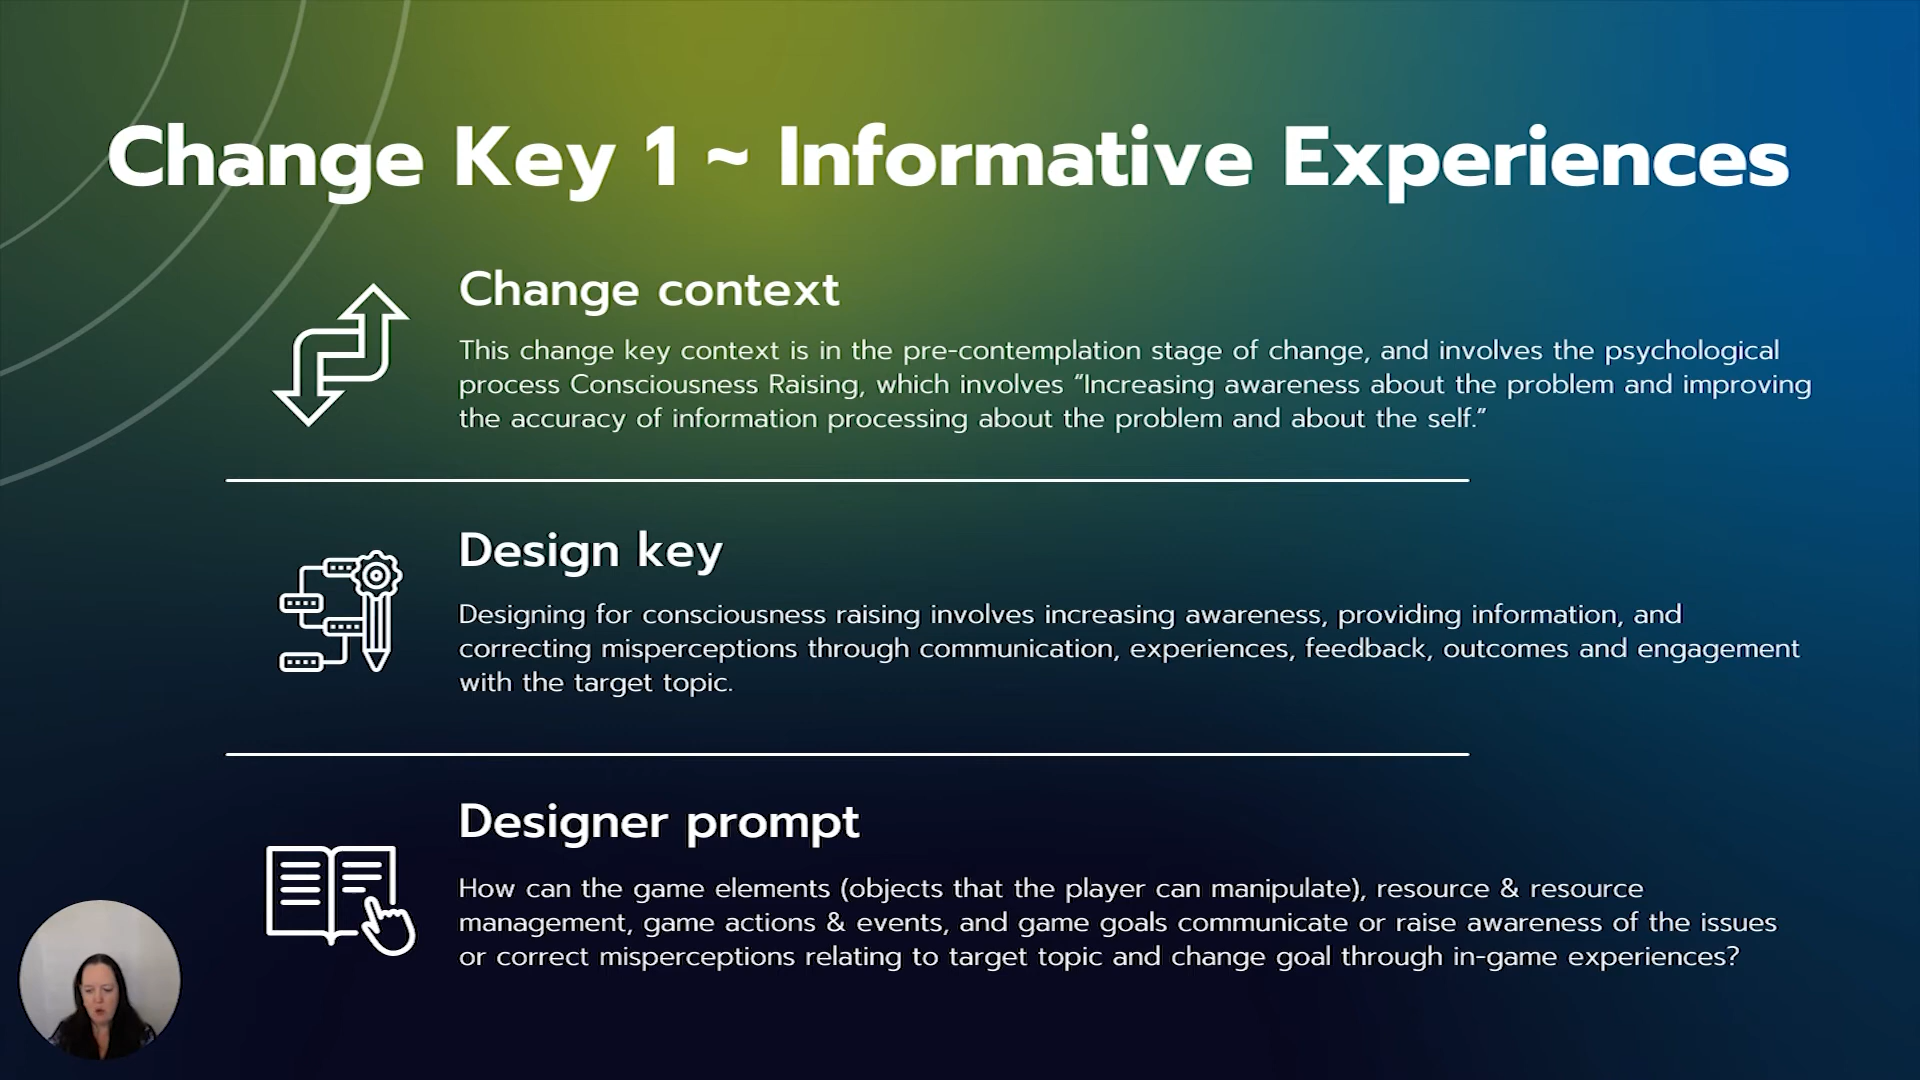 Change Key 1 ~ Informative Experiences
Change context
This change key context is in the pre-contemplation stage of change, and involves the psychological
process Consciousness Raising, which involves “Increasing awareness about the problem and improving
the accuracy of information processing about the problem and about the self.”
Design key
Designing for consciousness raising involves increasing awareness, providing information, and
correcting misperceptions through communication, experiences, feedback, outcomes and engagement
with the target topic.
Designer prompt
How can the game elements (objects that the player can manipulate), resource & resource
management, game actions & events, and game goals communicate or raise awareness of the issues
or correct misperceptions relating to target topic and change goal through in-game experiences?